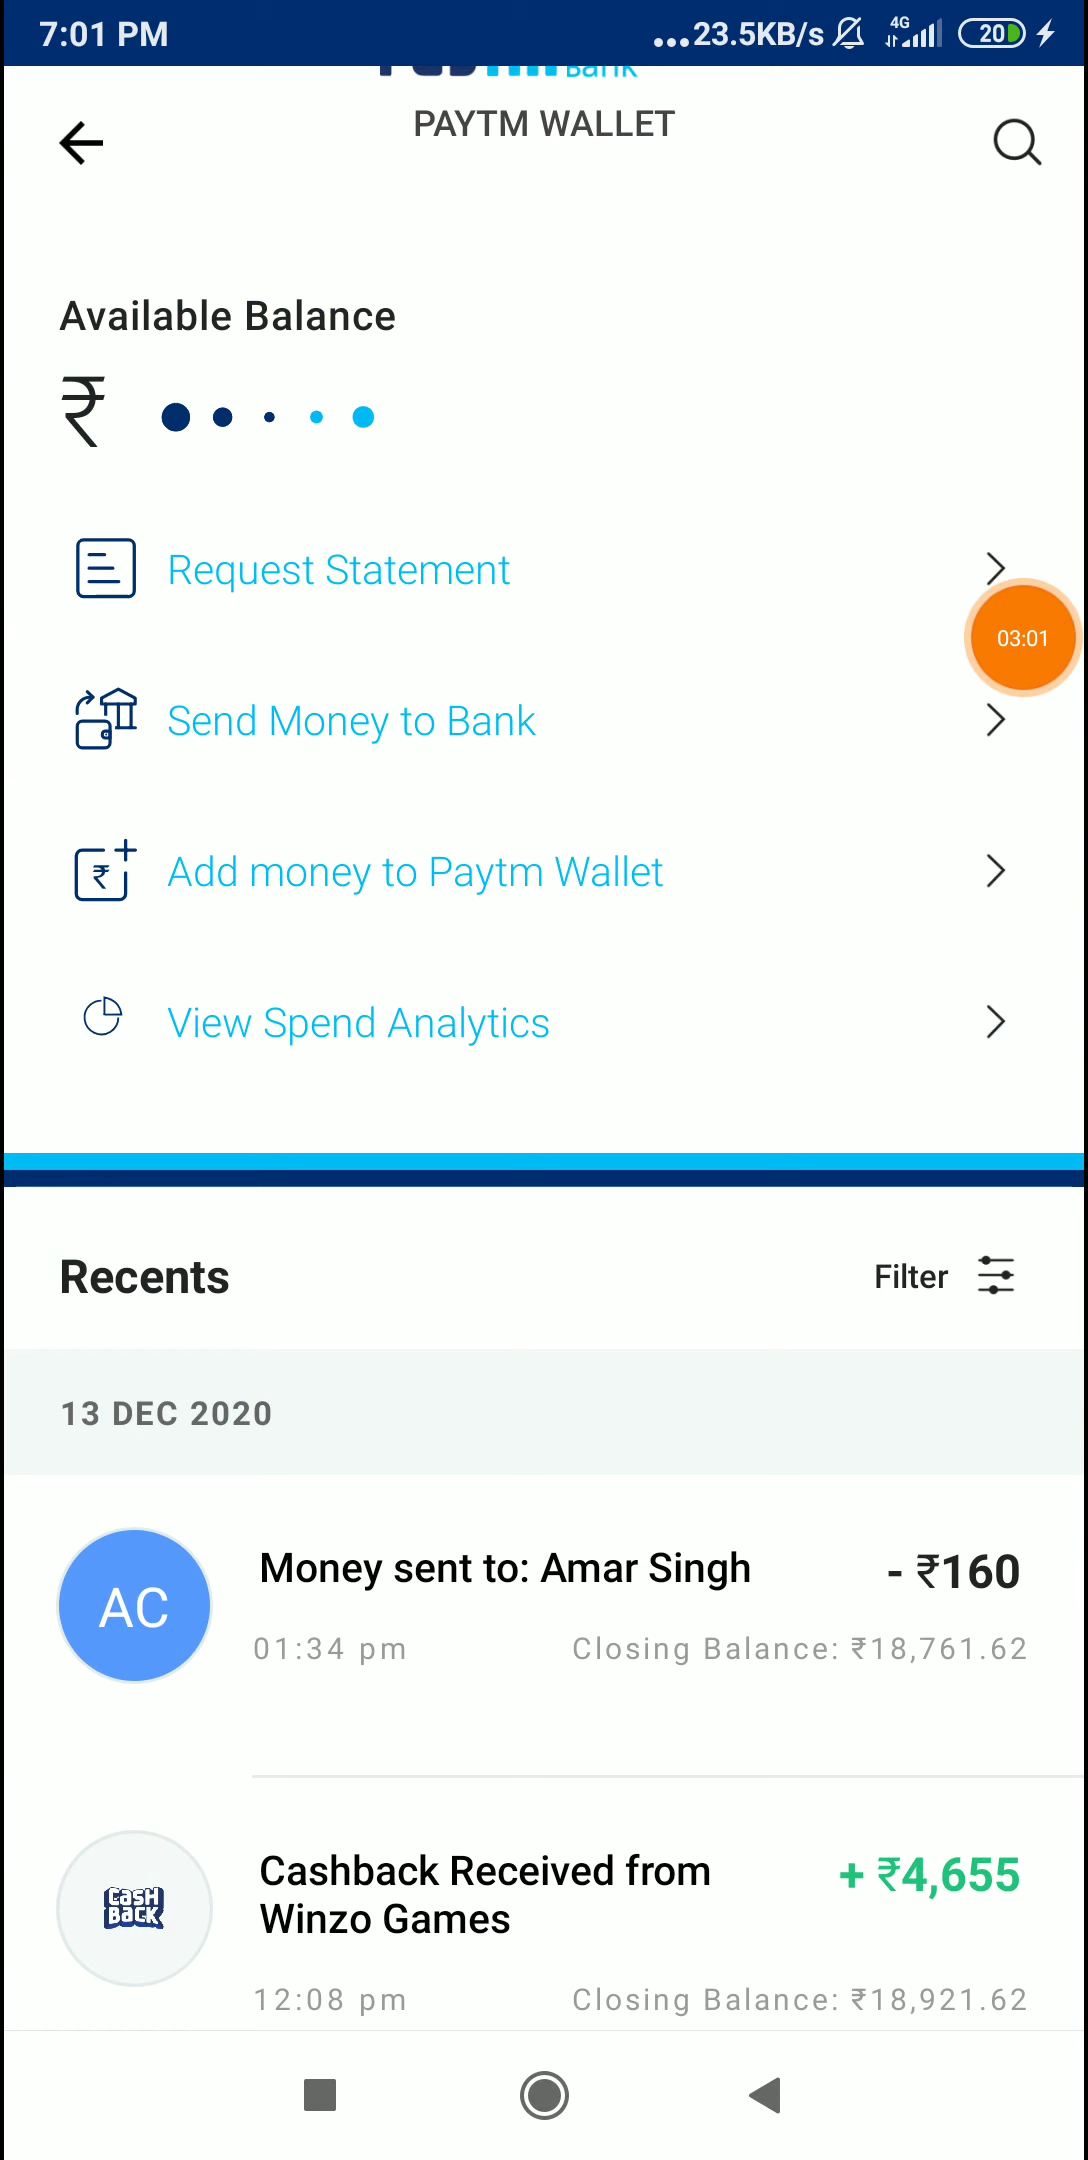 7:01 PM
...23.5KB/s 4G 20
Bank
PAYTM WALLET
Available Balance
₹
Request Statement
03:01
Send Money to Bank
₹
Add money to Paytm Wallet
View Spend Analytics
Recents
Filter
13 DEC 2020
AC
Money sent to: Amar Singh
- ₹160
01:34 pm
Closing Balance: ₹18,761.62
CASH
BACK
Cashback Received from
Winzo Games
+ ₹4,655
12:08 pm
Closing Balance: ₹18,921.62